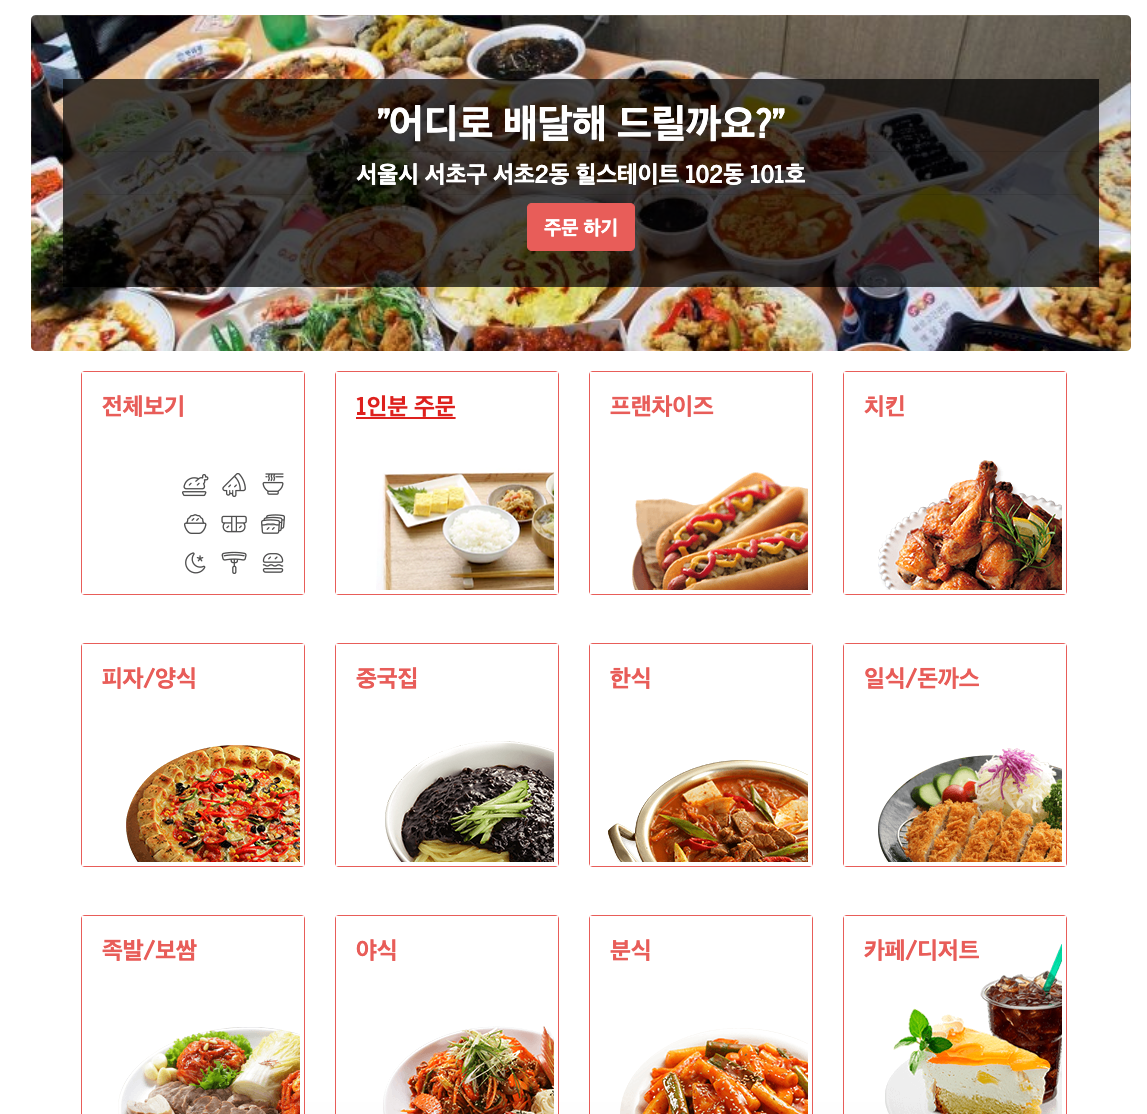 "어디로 배달해 드릴까요?"
서울시 서초구 서초2동 힐스테이트 102동 101호
주문 하기
전체보기
1인분 주문
프랜차이즈
치킨
피자/양식
중국집
한식
일식/돈까스
족발/보쌈
야식
분식
카페/디저트